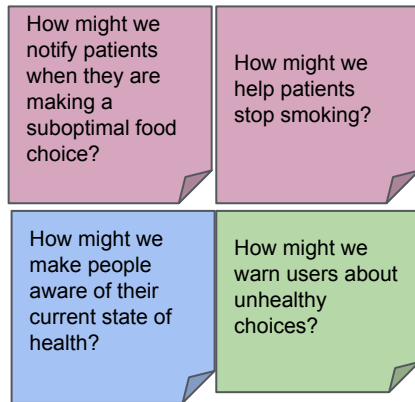 How might we
notify patients
when they are
making a
suboptimal food
choice?
How might we
help patients
stop smoking?
How might we
make people
aware of their
current state of
health?
How might we
warn users about
unhealthy
choices?